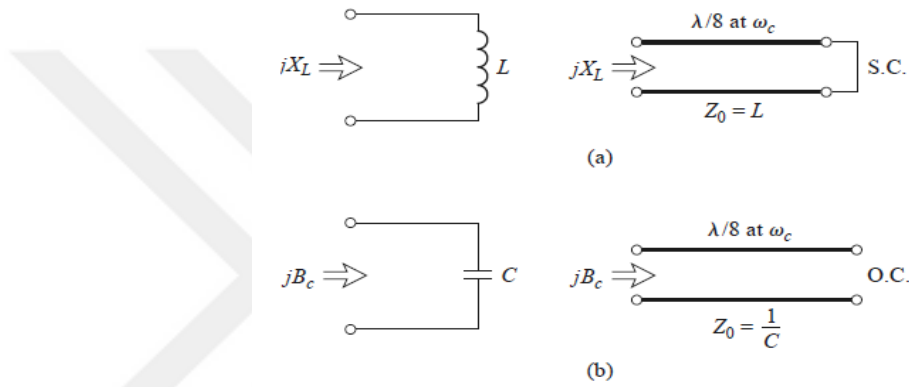 λ/8 at ω_c
jX_L L jX_L S.C.
Z_0 = L
(a)
λ/8 at ω_c
jB_c C jB_c O.C.
Z_0 = 1/C
(b)